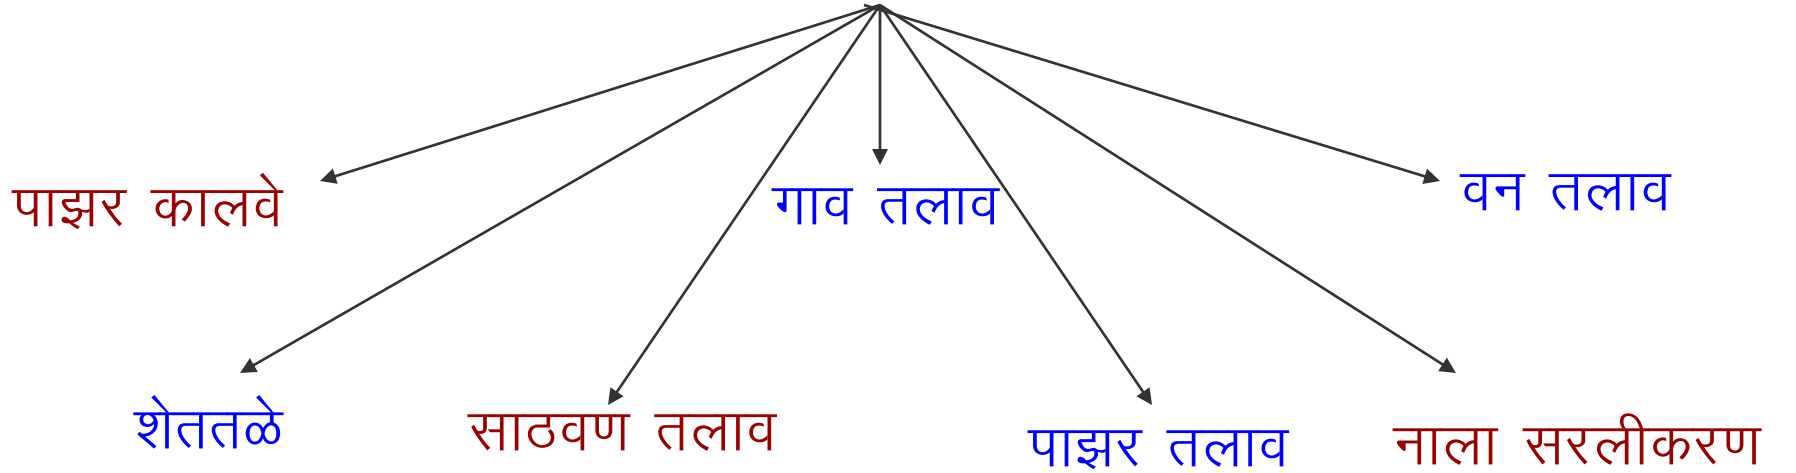 पाझर कालवे
गाव तलाव
वन तलाव
शेततळे
साठवण तलाव
पाझर तलाव
नाला सरलीकरण